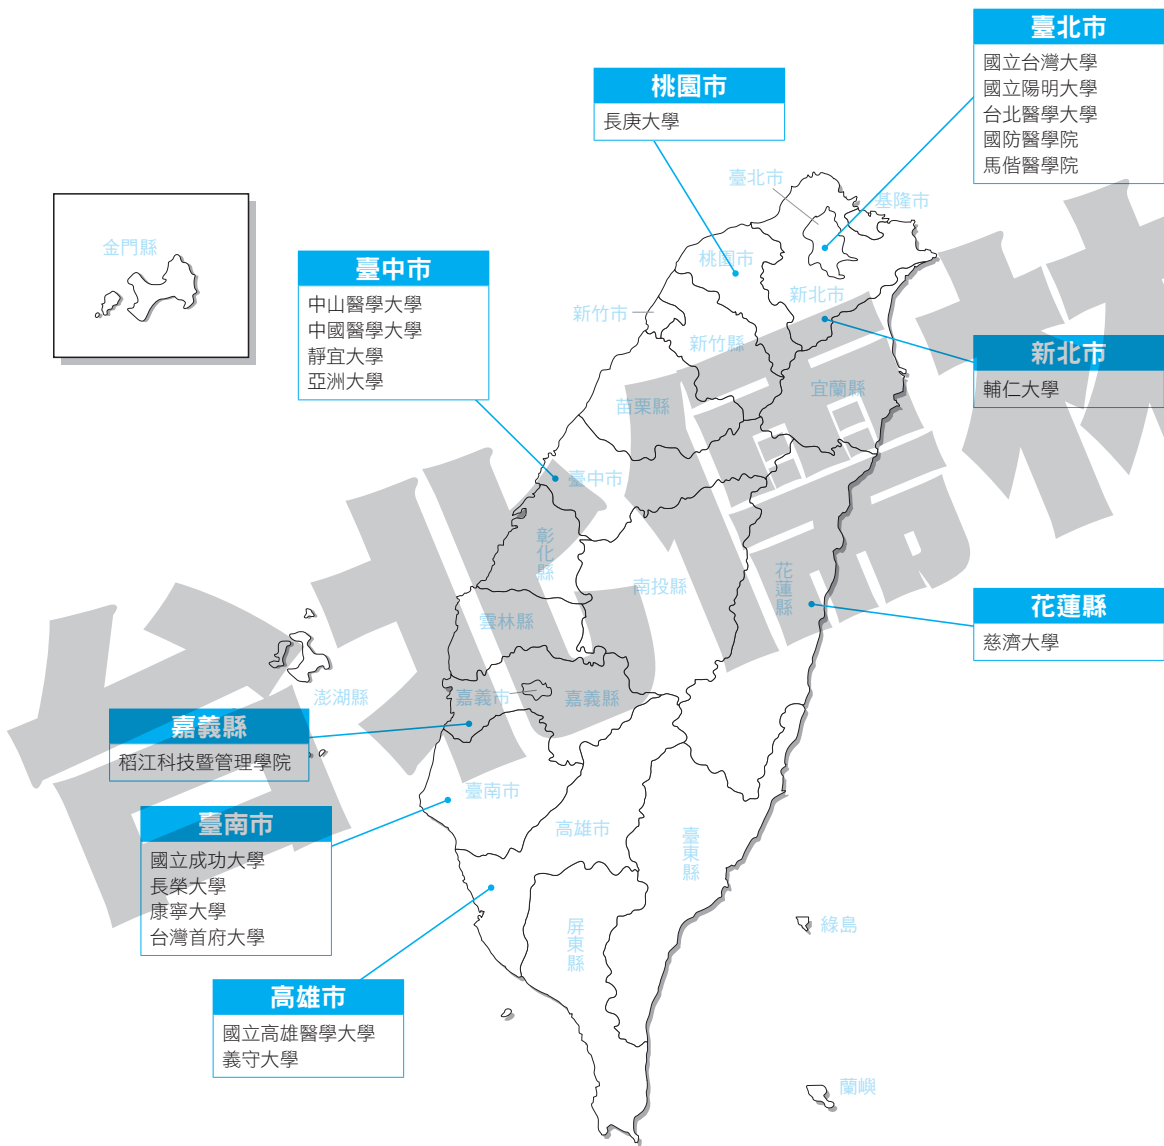 臺北市
國立台灣大學
國立陽明大學
台北醫學大學
國防醫學院
馬偕醫學院
桃園市
長庚大學
臺北市
基隆市
金門縣
桃園市
新北市
臺中市
中山醫學大學
中國醫學大學
靜宜大學
亞洲大學
新竹市
新竹縣
新北市
輔仁大學
宜蘭縣
苗栗縣
臺中市
彰化縣
南投縣
花蓮縣
花蓮縣
慈濟大學
雲林縣
澎湖縣
嘉義市
嘉義縣
嘉義縣
稻江科技暨管理學院
臺南市
臺南市
國立成功大學
長榮大學
康寧大學
台灣首府大學
高雄市
臺東縣
屏東縣
綠島
高雄市
國立高雄醫學大學
義守大學
蘭嶼
台北儒林